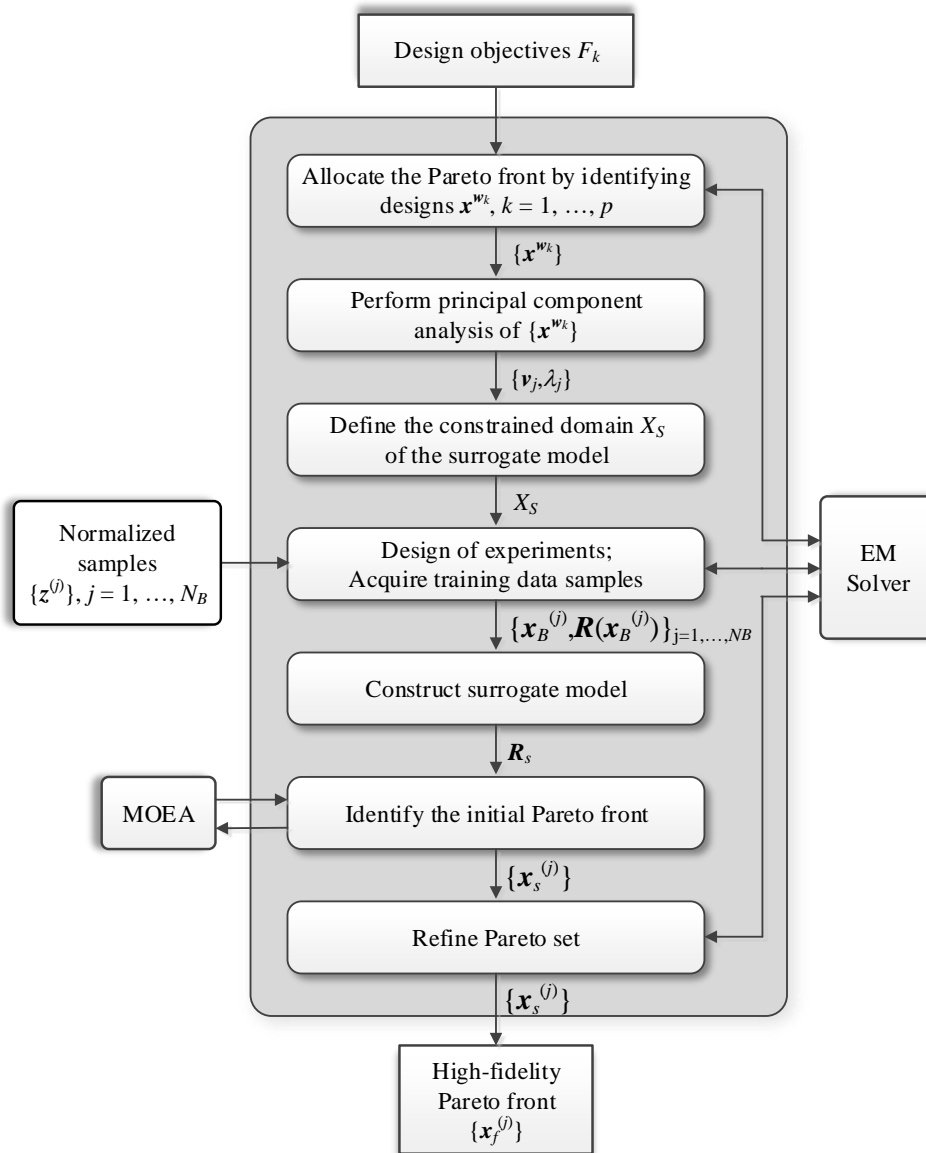 Design objectives Fₖ
Allocate the Pareto front by identifying
designs x^{w_k}, k = 1, …, p
{x^{w_k}}
Perform principal component
analysis of {x^{w_k}}
{v_j,λ_j}
Define the constrained domain X_S
of the surrogate model
X_S
Normalized
samples
{z^{(j)}}, j = 1, …, N_B
Design of experiments;
Acquire training data samples
EM
Solver
{x_B^{(j)},R(x_B^{(j)})}_{j=1,…,NB}
Construct surrogate model
R_s
MOEA
Identify the initial Pareto front
{x_s^{(j)}}
Refine Pareto set
{x_s^{(j)}}
High-fidelity
Pareto front
{x_f^{(j)}}